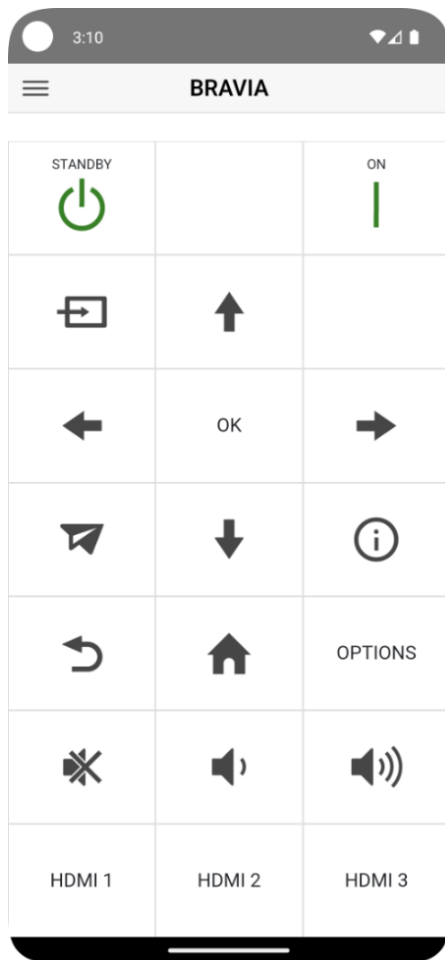 3:10
BRAVIA
STANDBY
ON
OK
OPTIONS
HDMI 1
HDMI 2
HDMI 3